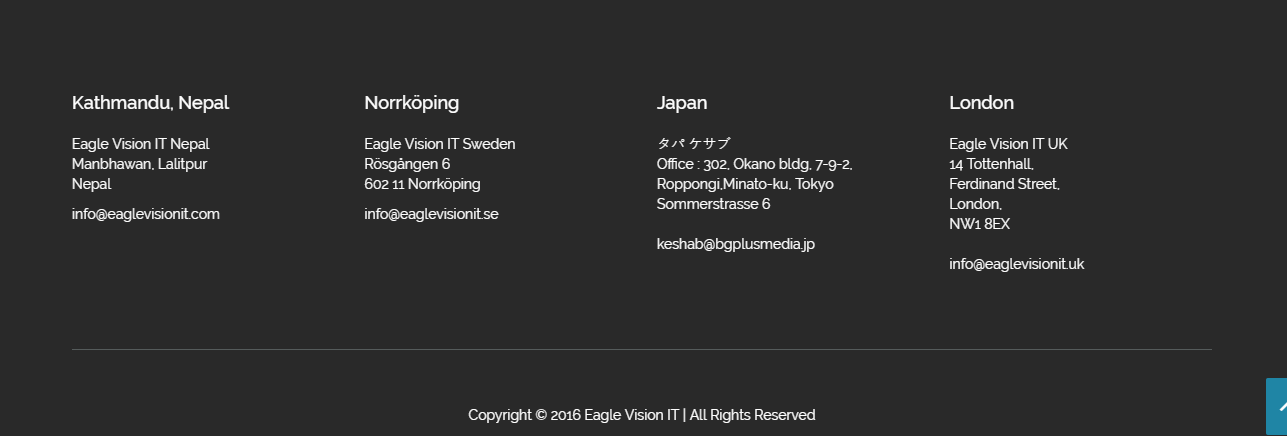 Kathmandu, Nepal
Eagle Vision IT Nepal
Manbhawan, Lalitpur
Nepal
info@eaglevisionit.com
Norrköping
Eagle Vision IT Sweden
Rösgången 6
602 11 Norrköping
info@eaglevisionit.se
Japan
タパ ケサブ
Office : 302, Okano bldg, 7-9-2,
Roppongi,Minato-ku, Tokyo
Sommerstrasse 6
keshab@bgplusmedia.jp
London
Eagle Vision IT UK
14 Tottenhall,
Ferdinand Street,
London,
NW1 8EX
info@eaglevisionit.uk
Copyright © 2016 Eagle Vision IT | All Rights Reserved